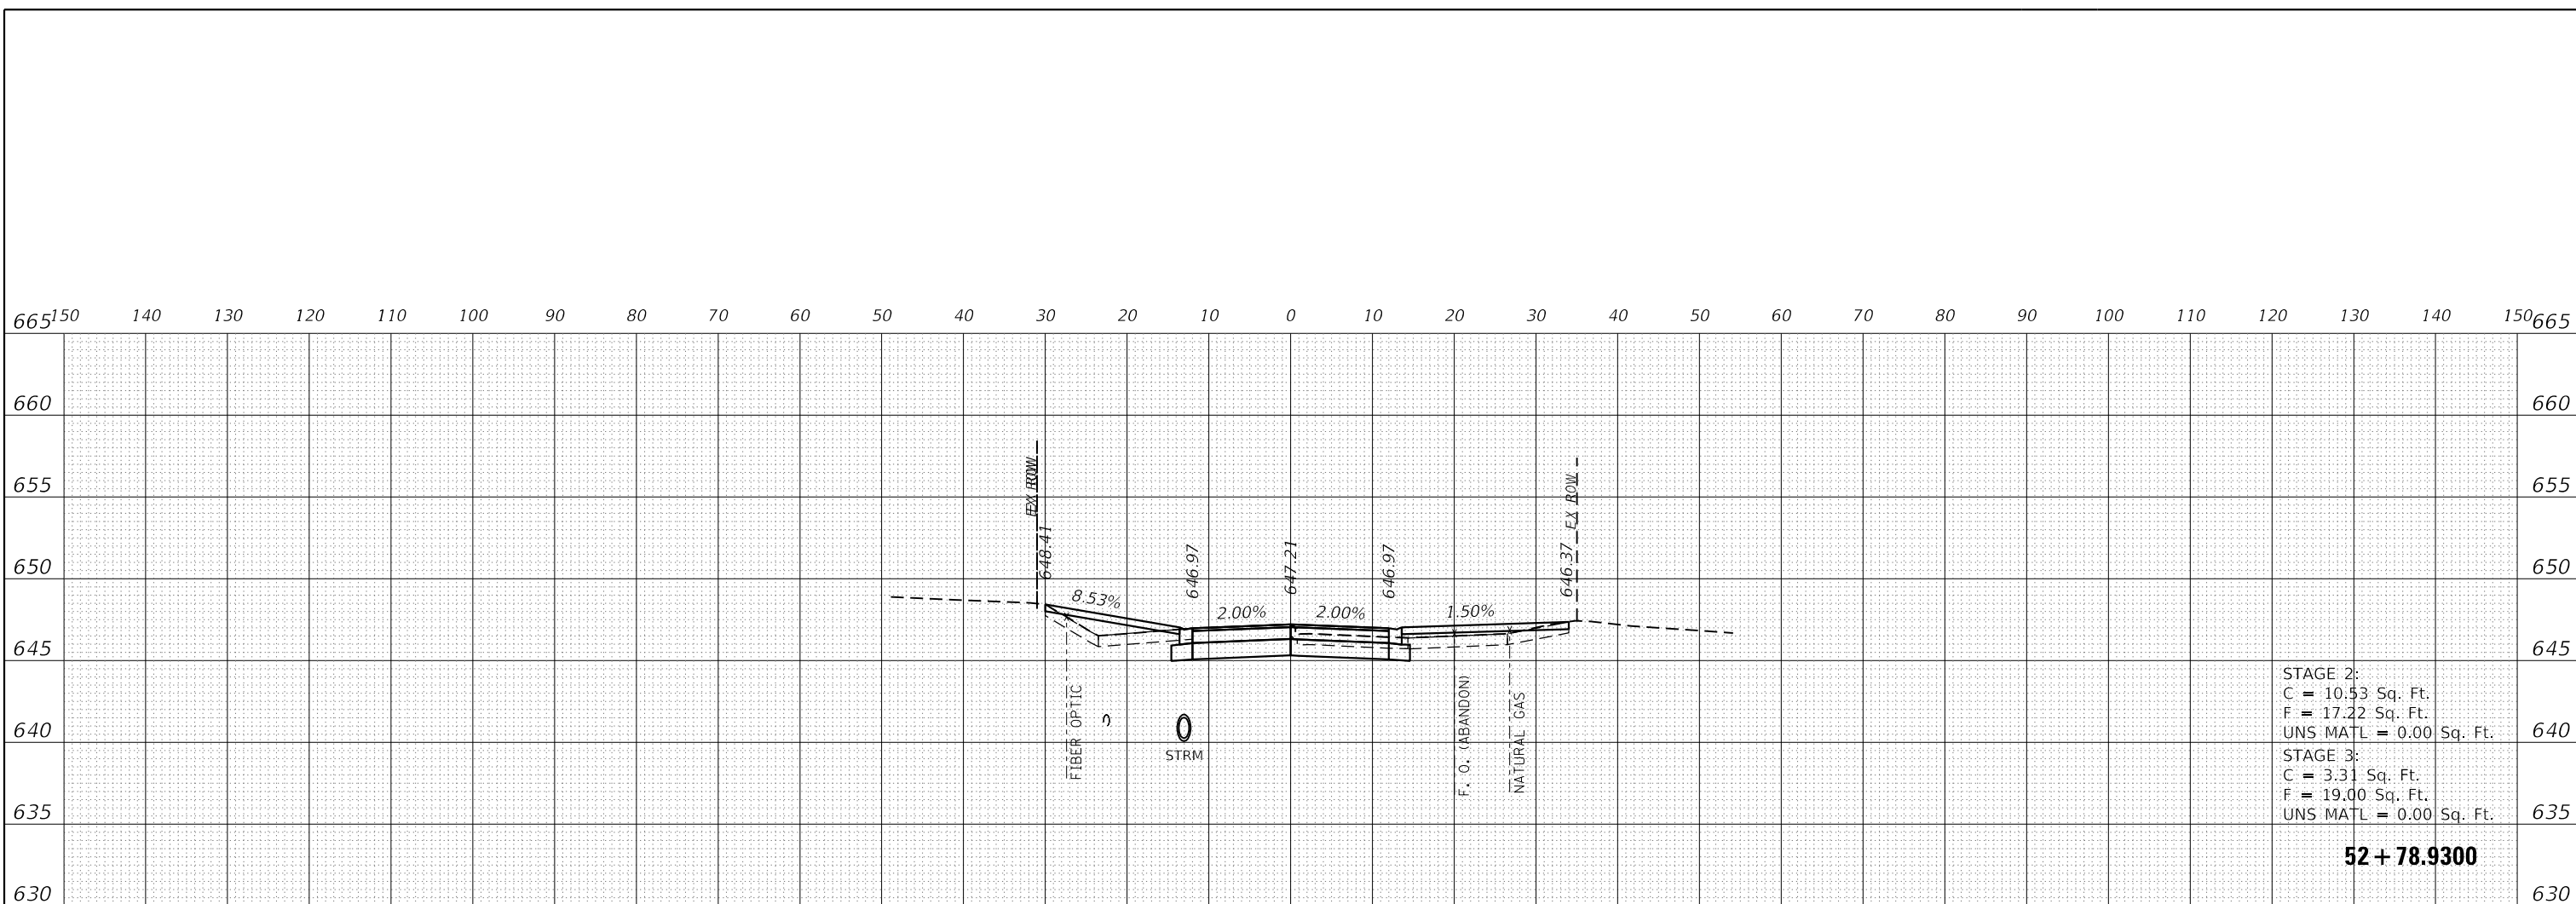 665 150 140 130 120 110 100 90 80 70 60 50 40 30 20 10 0 10 20 30 40 50 60 70 80 90 100 110 120 130 140 150 665
660 660
655 655
EX ROW
EX ROW
648.41
646.97
647.21
646.97
646.37
650 650
8.53% 2.00% 2.00% 1.50%
645 645
FIBER OPTIC
STRM
F. O. (ABANDON)
NATURAL GAS
STAGE 2:
C = 10.53 Sq. Ft.
F = 17.22 Sq. Ft.
UNS MATL = 0.00 Sq. Ft.
640 640
STAGE 3:
C = 3.31 Sq. Ft.
F = 19.00 Sq. Ft.
UNS MATL = 0.00 Sq. Ft.
635 635
52+78.9300
630 630